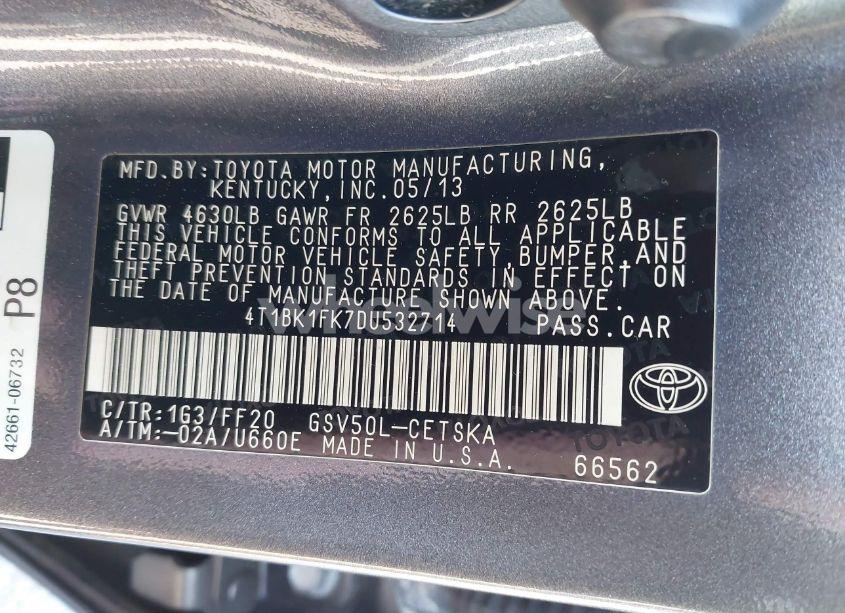 MFD.BY:TOYOTA MOTOR MANUFACTURING,
KENTUCKY,INC.05/13
GVWR 4630LB GAWR FR 2625LB RR 2625LB
THIS VEHICLE CONFORMS TO ALL APPLICABLE
FEDERAL MOTOR VEHICLE SAFETY,BUMPER,AND
THEFT PREVENTION STANDARDS IN EFFECT ON
THE DATE OF MANUFACTURE SHOWN ABOVE.
4T1BK1FK7DU532714 PASS.CAR
C/TR:1G3/FF20 GSV50L-CETSKA
A/TM:-02A/U660E MADE IN U.S.A.
66562
P8
42661-06732
wheelwise